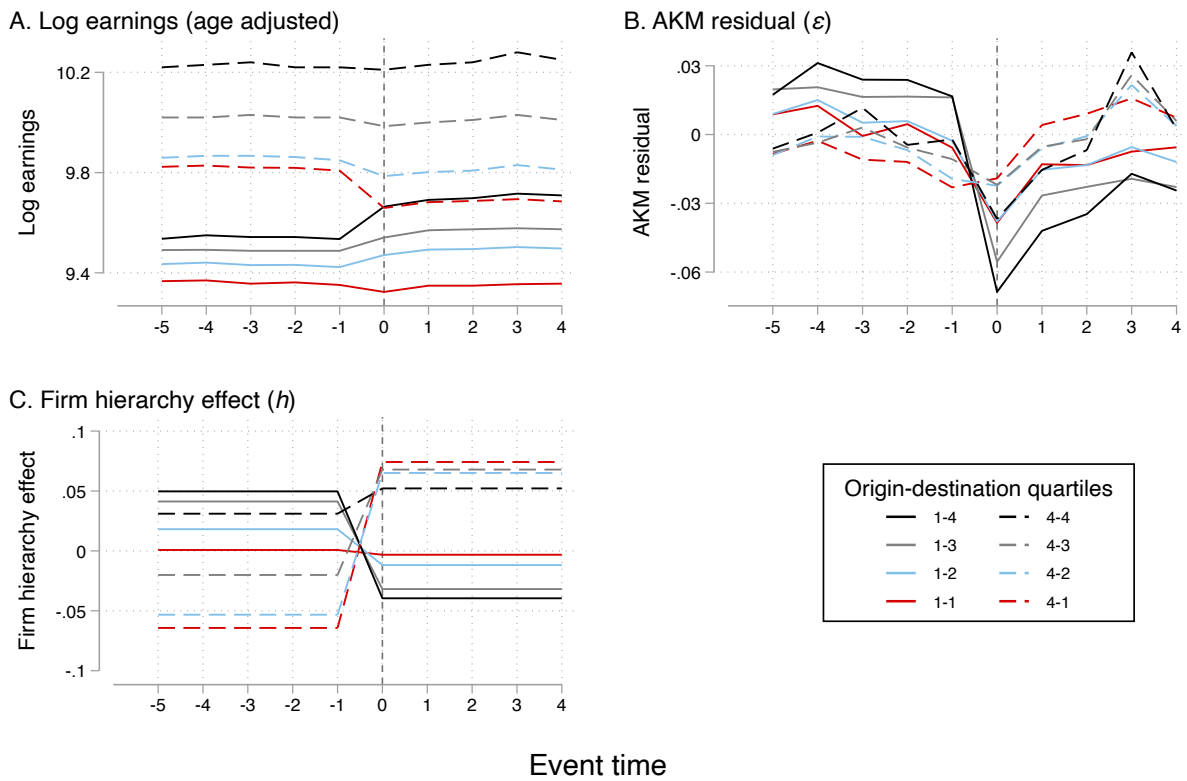 A. Log earnings (age adjusted)
Log earnings
10.2
9.8
9.4
-5 -4 -3 -2 -1 0 1 2 3 4
B. AKM residual (ε)
AKM residual
.03
0
-.03
-.06
-5 -4 -3 -2 -1 0 1 2 3 4
C. Firm hierarchy effect (h)
Firm hierarchy effect
.1
.05
0
-.05
-.1
-5 -4 -3 -2 -1 0 1 2 3 4
Origin-destination quartiles
1-4 4-4
1-3 4-3
1-2 4-2
1-1 4-1
Event time